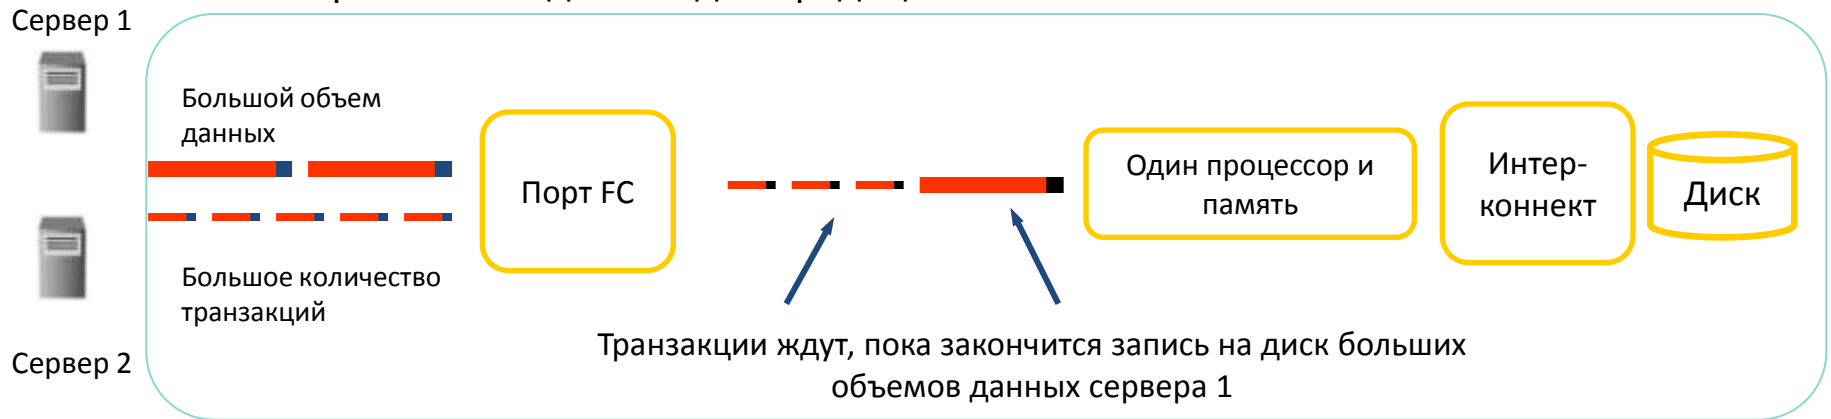 Сервер 1
Большой объем
данных
Порт FC
Один процессор и
память
Интер-
коннект
Диск
Большое количество
транзакций
Сервер 2
Транзакции ждут, пока закончится запись на диск больших
объемов данных сервера 1